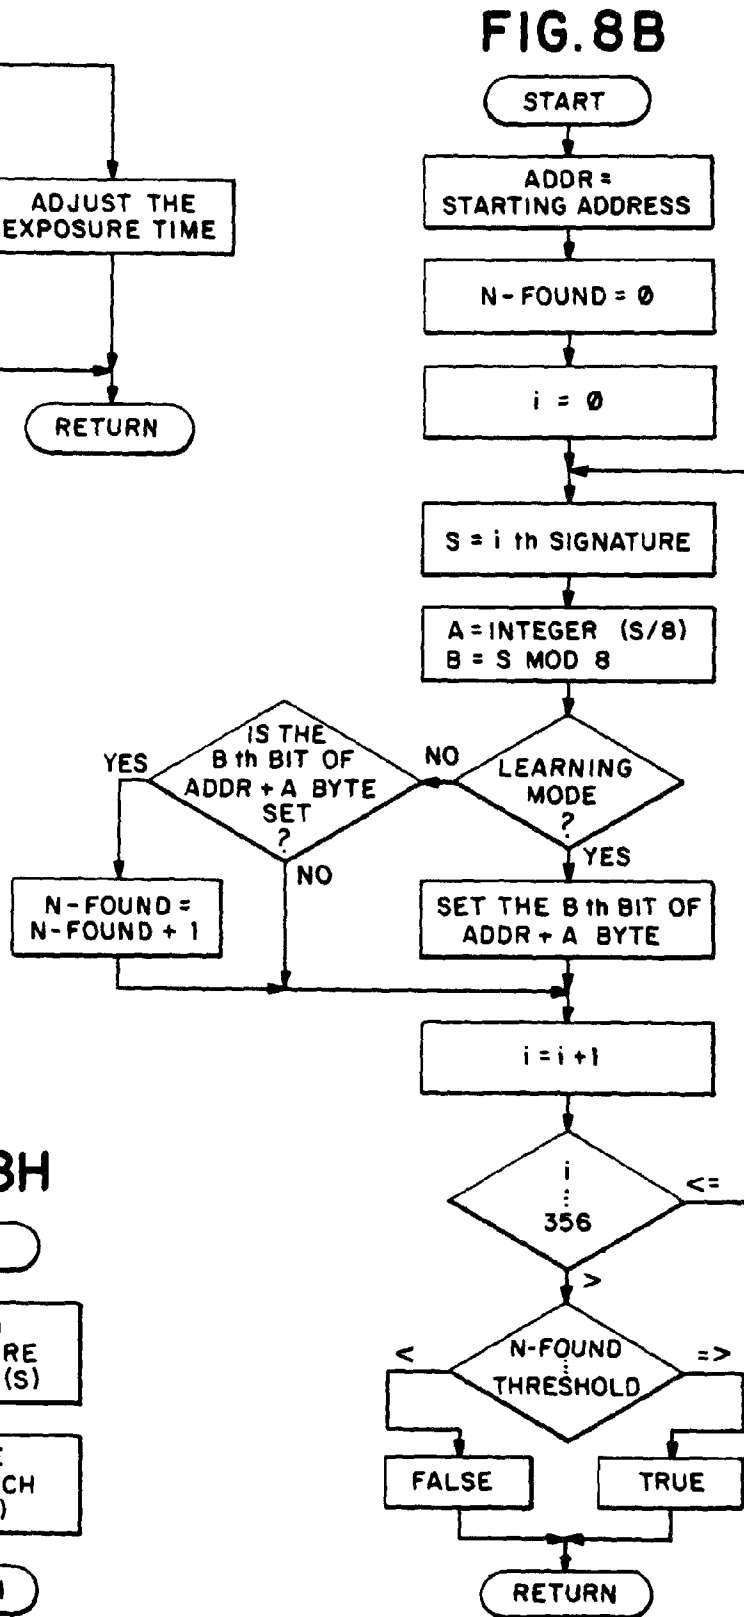 FIG.8B
START
ADDR =
STARTING ADDRESS
N-FOUND = Ø
i = Ø
S = i th SIGNATURE
A = INTEGER (S/8)
B = S MOD 8
LEARNING
MODE
?
NO
YES
IS THE
B th BIT OF
ADDR + A BYTE
SET
?
YES
NO
N-FOUND =
N-FOUND + 1
SET THE B th BIT OF
ADDR + A BYTE
i = i + 1
i
:
356
<=
>
N-FOUND
:
THRESHOLD
<
=>
FALSE
TRUE
RETURN
ADJUST THE
EXPOSURE TIME
RETURN
8H
RE
(S)
CH
)